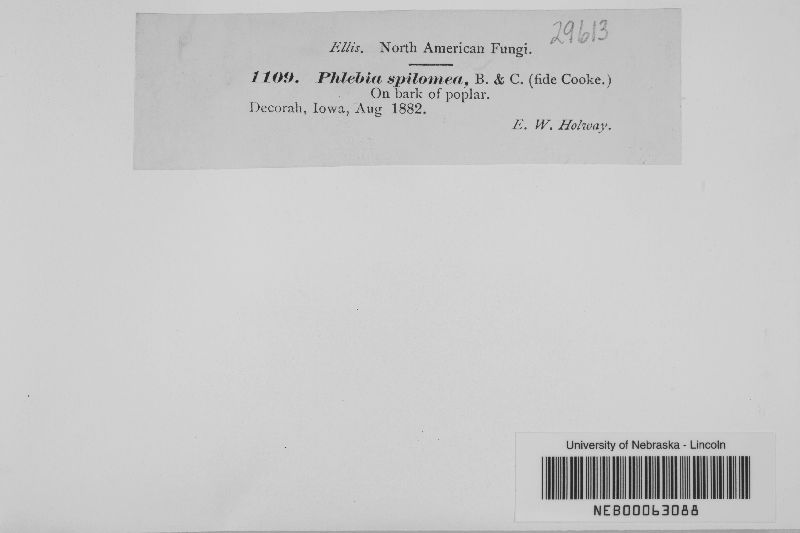 29613
Ellis. North American Fungi.
1109. Phlebia spilomea, B. & C. (fide Cooke.)
On bark of poplar.
Decorah, Iowa, Aug 1882.
E. W. Holway.
University of Nebraska - Lincoln
NEB00063088